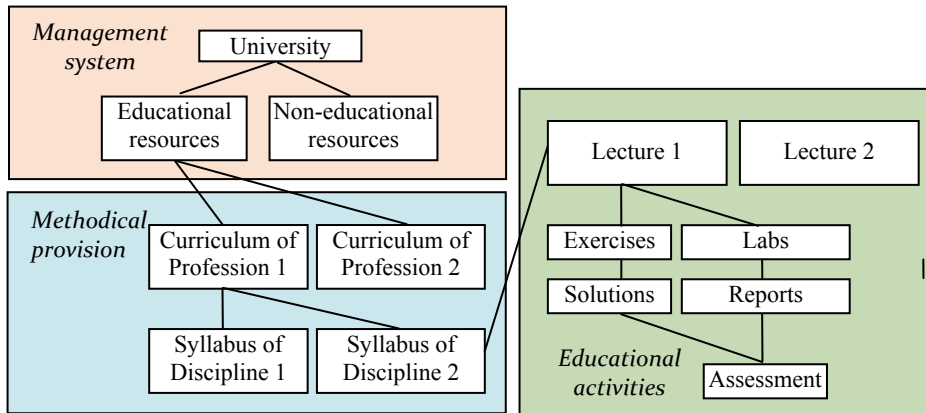 Management
system
University
Educational
resources
Non-educational
resources
Methodical
provision
Curriculum of
Profession 1
Curriculum of
Profession 2
Syllabus of
Discipline 1
Syllabus of
Discipline 2
Lecture 1
Lecture 2
Exercises
Labs
Solutions
Reports
Educational
activities
Assessment